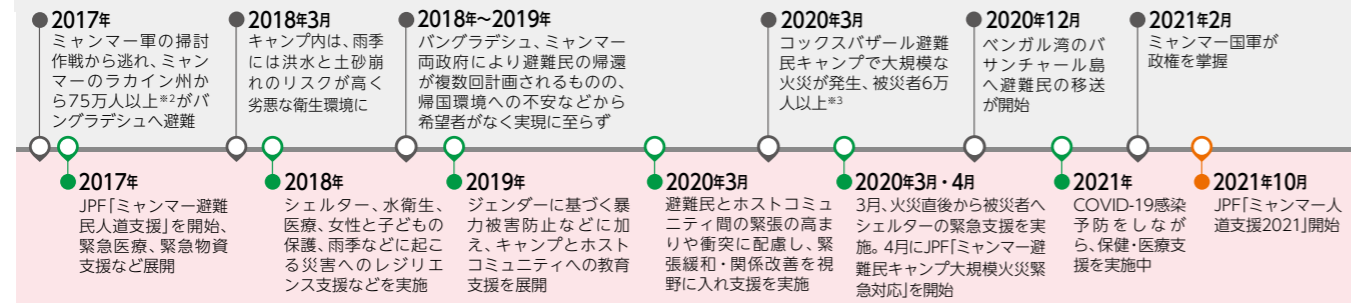 2017年
ミャンマー軍の掃討
作戦から逃れ、ミャン
マーのラカイン州か
ら75万人以上※2がバ
ングラデシュへ避難
2018年3月
キャンプ内は、雨季
には洪水と土砂崩
れのリスクが高く
劣悪な衛生環境に
2018年〜2019年
バングラデシュ、ミャンマー
両政府により避難民の帰還
が複数回計画されるものの、
帰国環境への不安などから
希望者がなく実現に至らず
2020年3月
コックスバザール避難
民キャンプで大規模な
火災が発生、被災者6万
人以上※3
2020年12月
ベンガル湾のバ
サンチャール島
へ避難民の移送
が開始
2021年2月
ミャンマー国軍が
政権を掌握
2017年
JPF「ミャンマー避難
民人道支援」を開始、
緊急医療、緊急物資
支援など展開
2018年
シェルター、水衛生、
医療、女性と子どもの
保護、雨季などに起こ
る災害へのレジリエ
ンス支援などを実施
2019年
ジェンダーに基づく暴
力被害防止などに加
え、キャンプとホスト
コミュニティへの教育
支援を展開
2020年3月
避難民とホストコミュ
ニティ間の緊張の高ま
りや衝突に配慮し、緊
張緩和・関係改善を視
野に入れ支援を実施
2020年3月・4月
3月、火災直後から被災者へ
シェルターの緊急支援を実
施。4月にJPF「ミャンマー避
難民キャンプ大規模火災緊
急対応」を開始
2021年
COVID-19感染
予防をしなが
ら、保健・医療支
援を実施中
2021年10月
JPF「ミャンマー人
道支援2021」開始